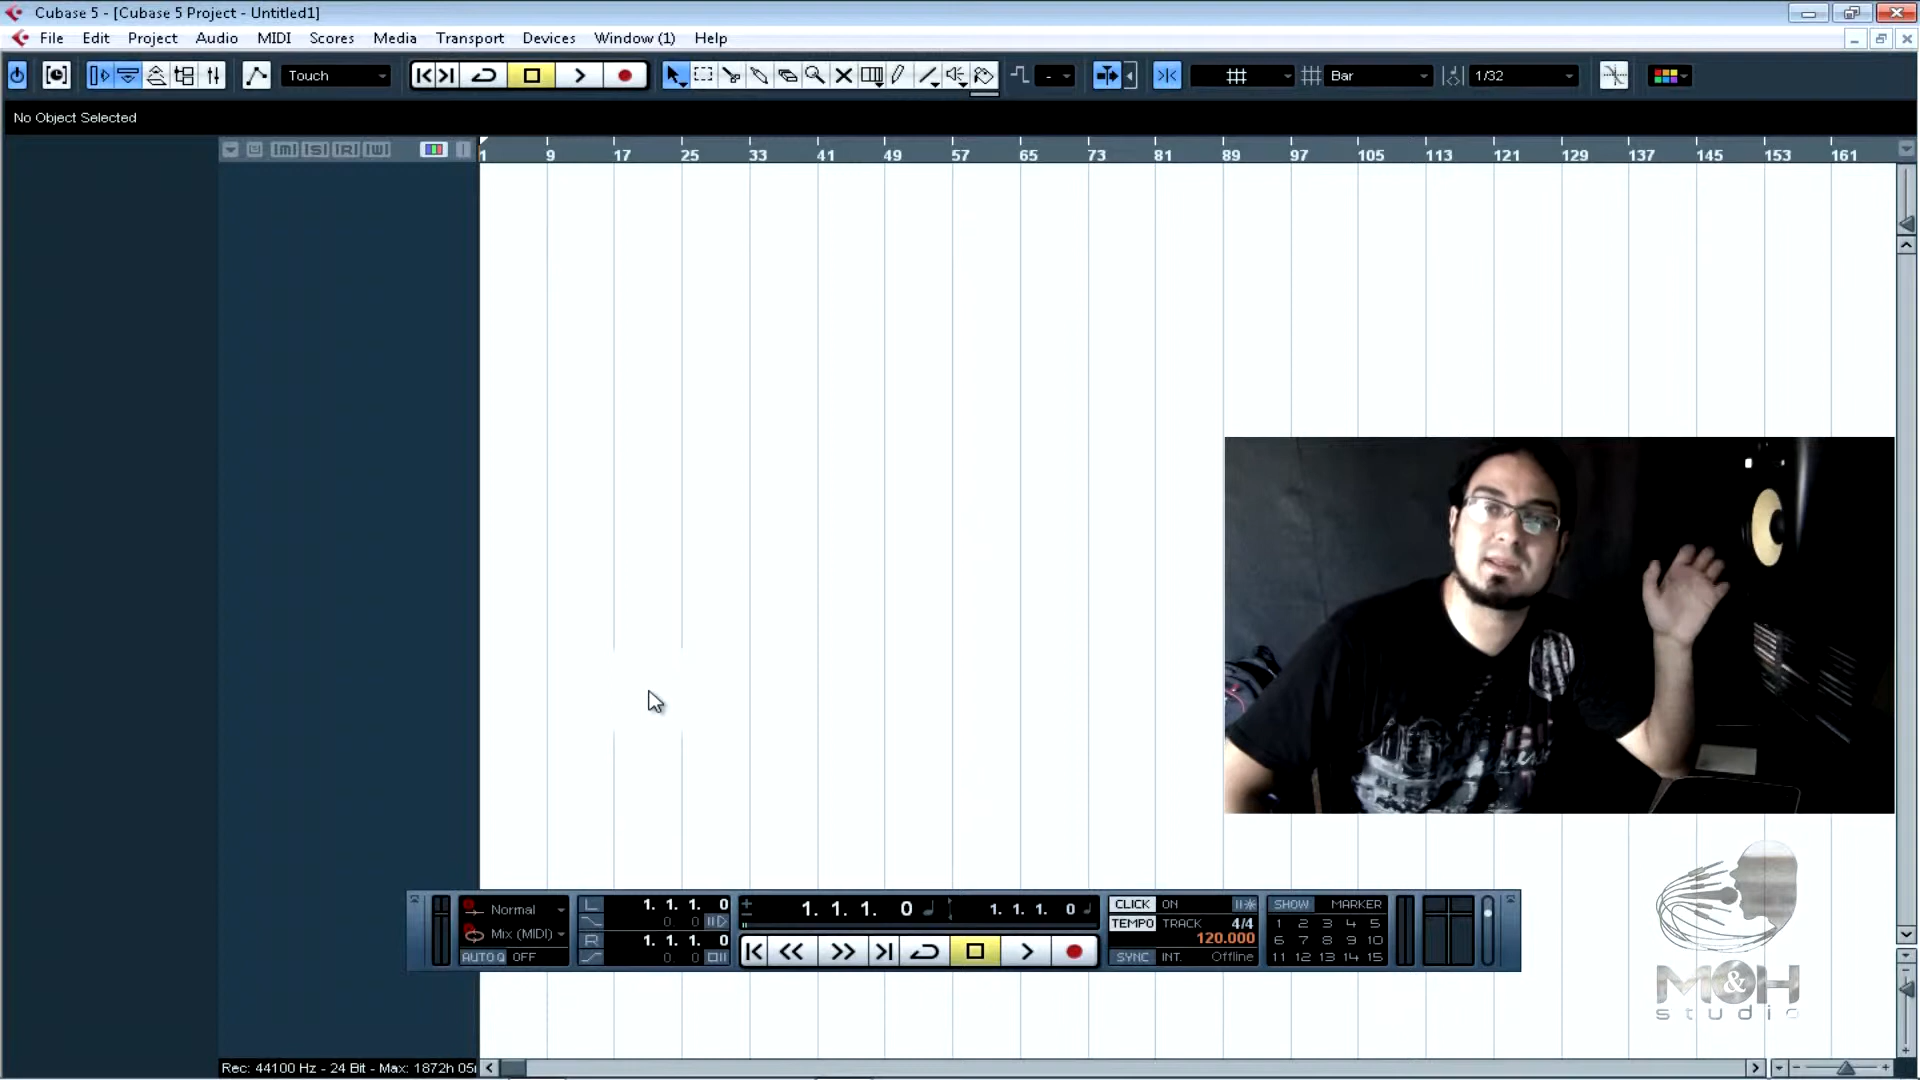 Cubase 5 - [Cubase 5 Project - Untitled1]
File Edit Project Audio MIDI Scores Media Transport Devices Window (1) Help
Touch - Bar 1/32
No Object Selected
[M] [S] [R] [W]
1 9 17 25 33 41 49 57 65 73 81 89 97 105 113 121 129 137 145 153 161
Normal
Mix (MIDI)
AUTO Q OFF
L 1. 1. 1. 0
0. 0
R 1. 1. 1. 0
0. 0
1. 1. 1. 0
1. 1. 1. 0
CLICK ON
TEMPO TRACK 4/4
120.000
SYNC INT. Offline
SHOW MARKER
1 2 3 4 5
6 7 8 9 10
11 12 13 14 15
M&H
studio
Rec: 44100 Hz - 24 Bit - Max: 1872h 05